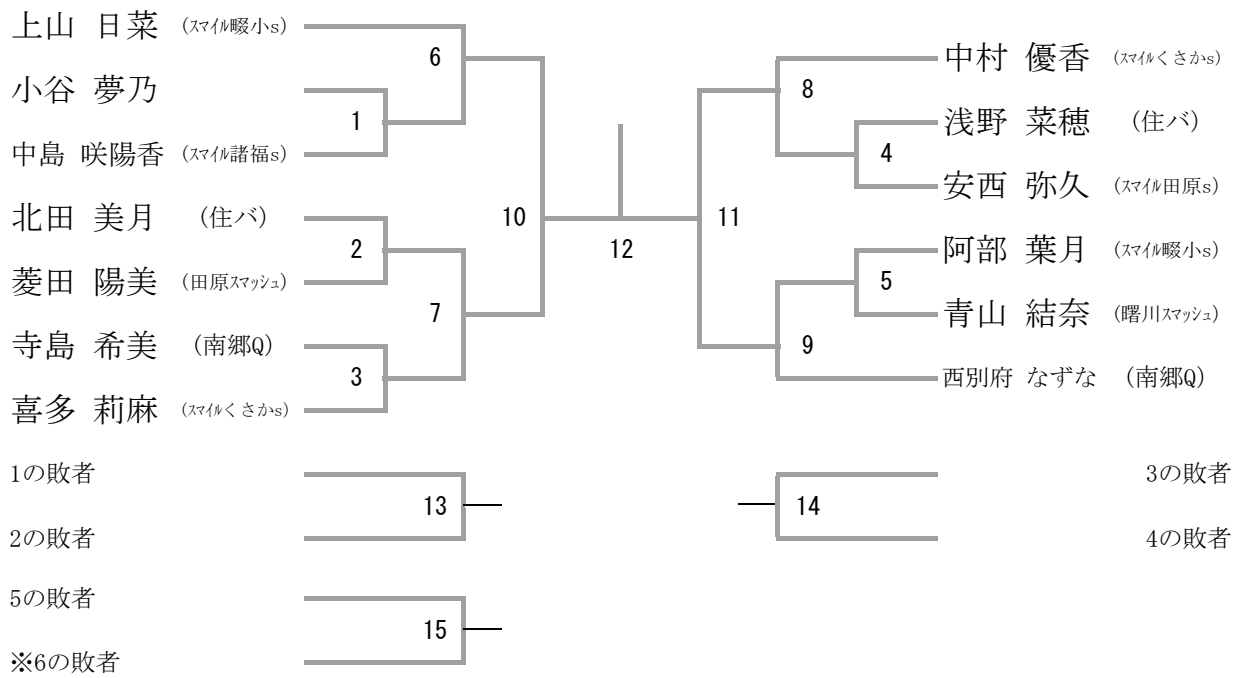 上山 日菜 (ｽﾏｲﾙ畷小s)
6
小谷 夢乃
1
中島 咲陽香 (ｽﾏｲﾙ諸福s)
北田 美月 (住バ)
2
菱田 陽美 (田原ｽﾏｯｼｭ)
7
寺島 希美 (南郷Q)
3
喜多 莉麻 (ｽﾏｲﾙくさかs)
10
12
11
中村 優香 (ｽﾏｲﾙくさかs)
8
浅野 菜穂 (住バ)
4
安西 弥久 (ｽﾏｲﾙ田原s)
阿部 葉月 (ｽﾏｲﾙ畷小s)
5
青山 結奈 (曙川ｽﾏｯｼｭ)
9
西別府 なずな (南郷Q)
1の敗者
13
2の敗者
3の敗者
14
4の敗者
5の敗者
15
※6の敗者